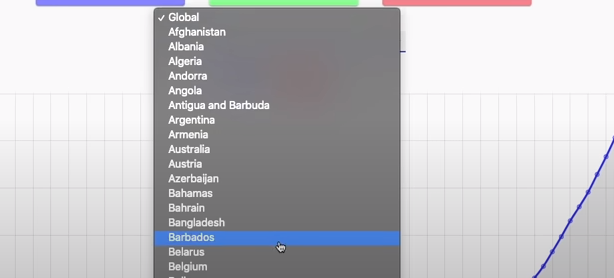 ✓ Global
Afghanistan
Albania
Algeria
Andorra
Angola
Antigua and Barbuda
Argentina
Armenia
Australia
Austria
Azerbaijan
Bahamas
Bahrain
Bangladesh
Barbados
Belarus
Belgium